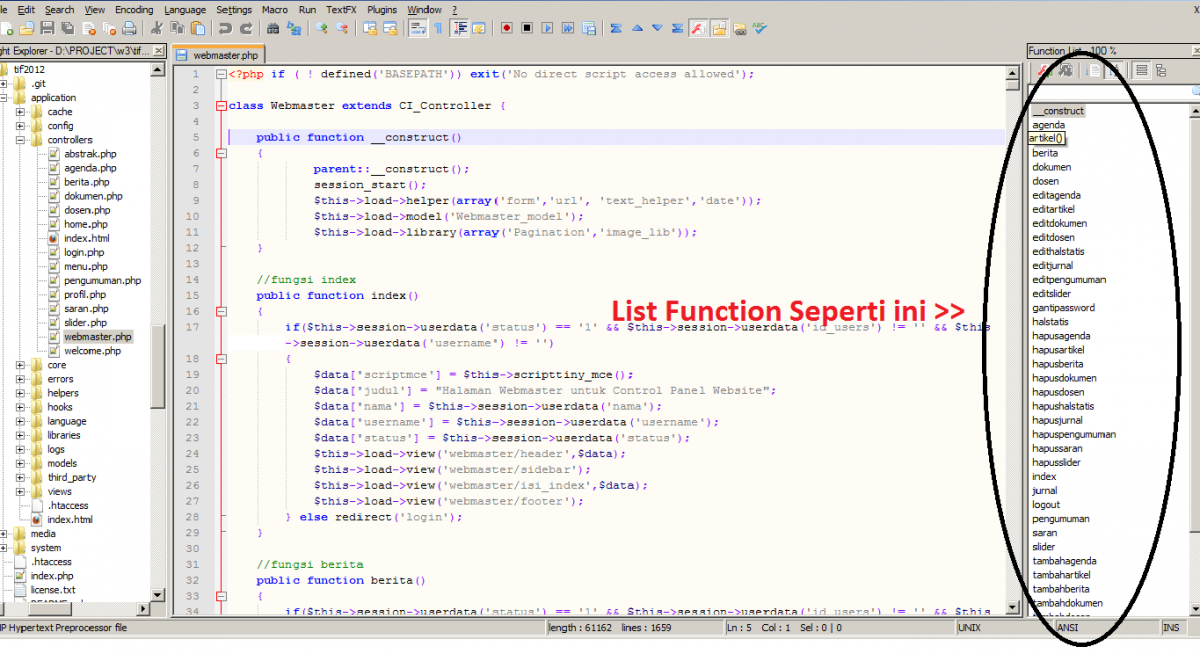 le Edit Search View Encoding Language Settings Macro Run TextFX Plugins Window ? X
ght Explorer - D:\PROJECT\w3\tif...
tif2012
.git
application
cache
config
controllers
abstrak.php
agenda.php
berita.php
dokumen.php
dosen.php
home.php
index.html
login.php
menu.php
pengumuman.php
profil.php
saran.php
slider.php
webmaster.php
welcome.php
core
errors
helpers
hooks
language
libraries
logs
models
third_party
views
.htaccess
index.html
media
system
.htaccess
index.php
license.txt
webmaster.php
1 <?php if ( ! defined('BASEPATH')) exit('No direct script access allowed');
2
3 class Webmaster extends CI_Controller {
4
5 public function __construct()
6 {
7 parent::__construct();
8 session_start();
9 $this->load->helper(array('form','url', 'text_helper','date'));
10 $this->load->model('Webmaster_model');
11 $this->load->library(array('Pagination','image_lib'));
12 }
13
14 //fungsi index
15 public function index()
16 {
17 if($this->session->userdata('status') == '1' && $this->session->userdata('id_users') != '' && $this
->session->userdata('username') != '')
18 {
19 $data['scriptmce'] = $this->scripttiny_mce();
20 $data['judul'] = "Halaman Webmaster untuk Control Panel Website";
21 $data['nama'] = $this->session->userdata('nama');
22 $data['username'] = $this->session->userdata('username');
23 $data['status'] = $this->session->userdata('status');
24 $this->load->view('webmaster/header',$data);
25 $this->load->view('webmaster/sidebar');
26 $this->load->view('webmaster/isi_index',$data);
27 $this->load->view('webmaster/footer');
28 } else redirect('login');
29 }
30
31 //fungsi berita
32 public function berita()
33 {
34 if($this->session->userdata('status') == '1' && $this->session->userdata('id_users') != '' && $this
List Function Seperti ini >>
Function List - 100 %
__construct
agenda
artikel()
berita
dokumen
dosen
editagenda
editartikel
editdokumen
editdosen
edithalstatis
editjurnal
editpengumuman
editslider
gantipassword
halstatis
hapusagenda
hapusartikel
hapusberita
hapusdokumen
hapusdosen
hapushalstatis
hapusjurnal
hapuspengumuman
hapussaran
hapusslider
index
jurnal
logout
pengumuman
saran
slider
tambahagenda
tambahartikel
tambahberita
tambahdokumen
HP Hypertext Preprocessor file length : 61162 lines : 1659 Ln : 5 Col : 1 Sel : 0 | 0 UNIX ANSI INS